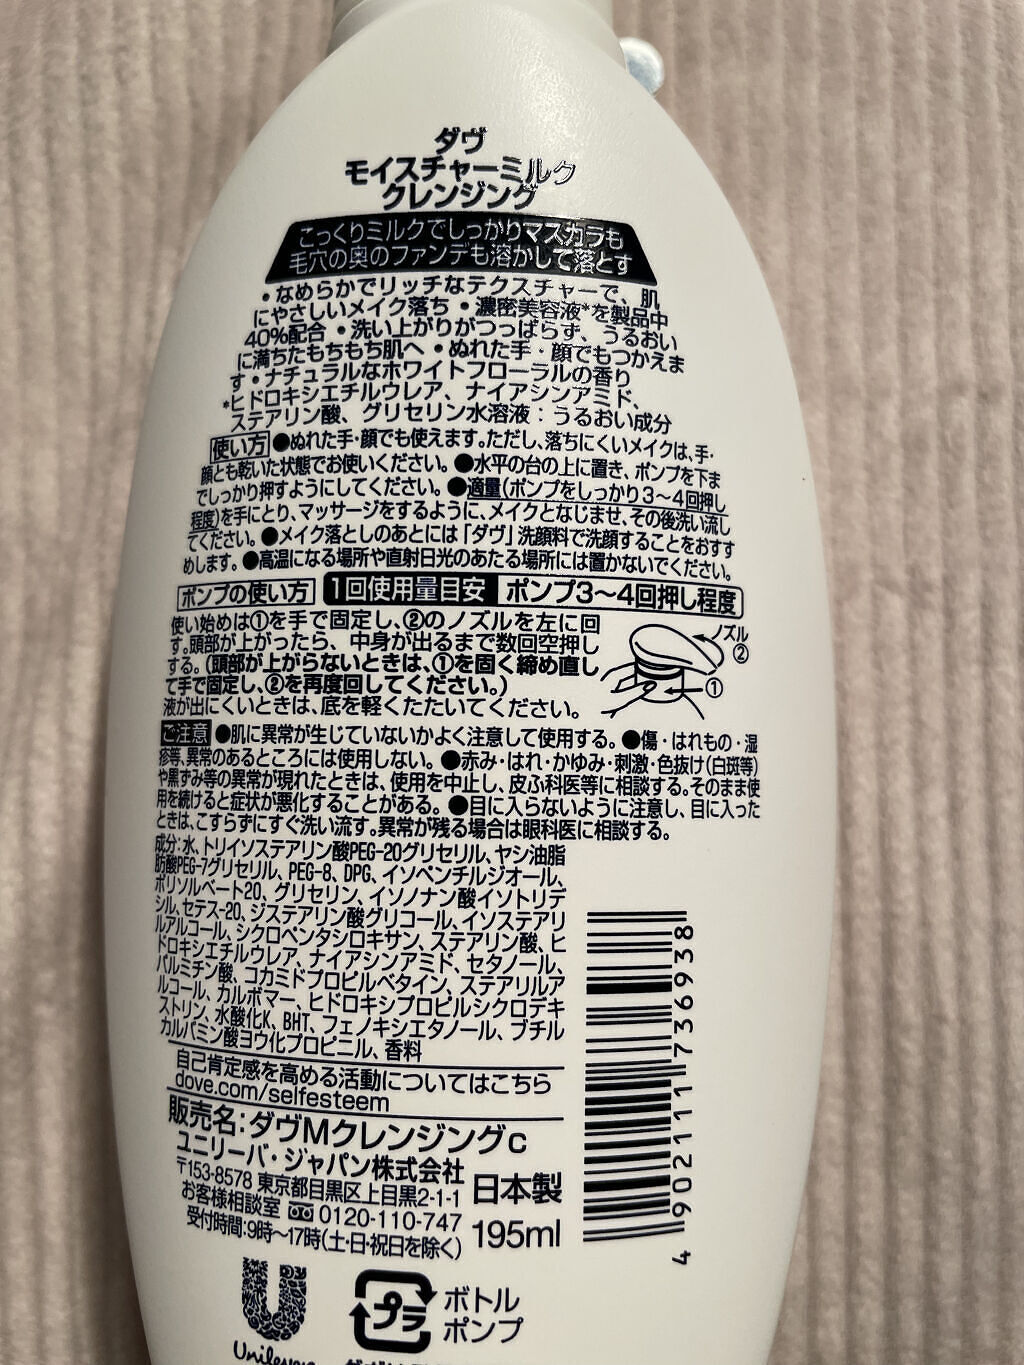 ダヴ
モイスチャーミルク
クレンジング
こっくりミルクでしっかりマスカラも
毛穴の奥のファンデも溶かして落とす
・なめらかでリッチなテクスチャーで、肌
にやさしいメイク落ち ・濃密美容液*を製品中
40%配合 ・洗い上がりがつっぱらず、うるおい
に満ちたもちもち肌へ ・ぬれた手・顔でもつかえま
す・ナチュラルなホワイトフローラルの香り
*ヒドロキシエチルウレア、ナイアシンアミド、
ステアリン酸、グリセリン水溶液：うるおい成分
使い方 ●ぬれた手・顔でも使えます。ただし、落ちにくいメイクは、手・
顔とも乾いた状態でお使いください。●水平の台の上に置き、ポンプを下ま
でしっかり押すようにしてください。●適量(ポンプをしっかり3〜4回押し
程度)を手にとり、マッサージをするように、メイクとなじませ、その後洗い流し
てください。●メイク落としのあとには「ダヴ」洗顔料で洗顔することをおすす
めします。●高温になる場所や直射日光のあたる場所には置かないでください。
ポンプの使い方 1回使用量目安 ポンプ3〜4回押し程度
使い始めは①を手で固定し、②のノズルを左に回
す。頭部が上がったら、中身が出るまで数回空押し
する。(頭部が上がらないときは、①を固く締め直し
て手で固定し、②を再度回してください。)
液が出にくいときは、底を軽くたたいてください。
ノズル
②
①
ご注意 ●肌に異常が生じていないかよく注意して使用する。●傷・はれもの・湿
疹等、異常のあるところには使用しない。●赤み・はれ・かゆみ・刺激・色抜け(白斑等)
や黒ずみ等の異常が現れたときは、使用を中止し、皮ふ科医等に相談する。そのまま使
用を続けると症状が悪化することがある。●目に入らないように注意し、目に入った
ときは、こすらずにすぐ洗い流す。異常が残る場合は眼科医に相談する。
成分：水、トリイソステアリン酸PEG-20グリセリル、ヤシ油脂
肪酸PEG-7グリセリル、PEG-8、DPG、イソペンチルジオール、
ポリソルベート20、グリセリン、イソノナン酸イソトリデ
シル、セテス-20、ジステアリン酸グリコール、イソステアリ
ルアルコール、シクロペンタシロキサン、ステアリン酸、ヒ
ドロキシエチルウレア、ナイアシンアミド、セタノール、
パルミチン酸、コカミドプロピルベタイン、ステアリルア
ルコール、カルボマー、ヒドロキシプロピルシクロデキ
ストリン、水酸化K、BHT、フェノキシエタノール、ブチル
カルバミン酸ヨウ化プロピニル、香料
自己肯定感を高める活動についてはこちら
dove.com/selfesteem
販売名：ダヴMクレンジングc
ユニリーバ・ジャパン株式会社
〒153-8578 東京都目黒区上目黒2-1-1
お客様相談室 0120-110-747
受付時間：9時〜17時(土・日・祝日を除く)
日本製
195ml
4902111736938
プラ
ボトル
ポンプ
Unilever